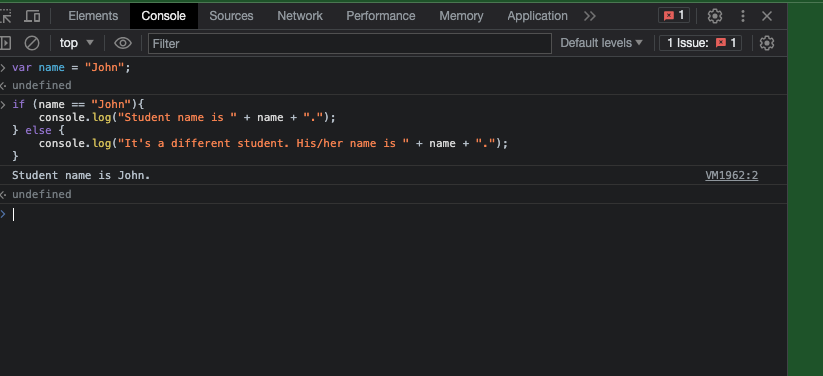 Elements Console Sources Network Performance Memory Application 1
top Filter Default levels 1 Issue: 1
var name = "John";
undefined
if (name == "John"){
    console.log("Student name is " + name + ".");
} else {
    console.log("It's a different student. His/her name is " + name + ".");
}
Student name is John. VM1962:2
undefined